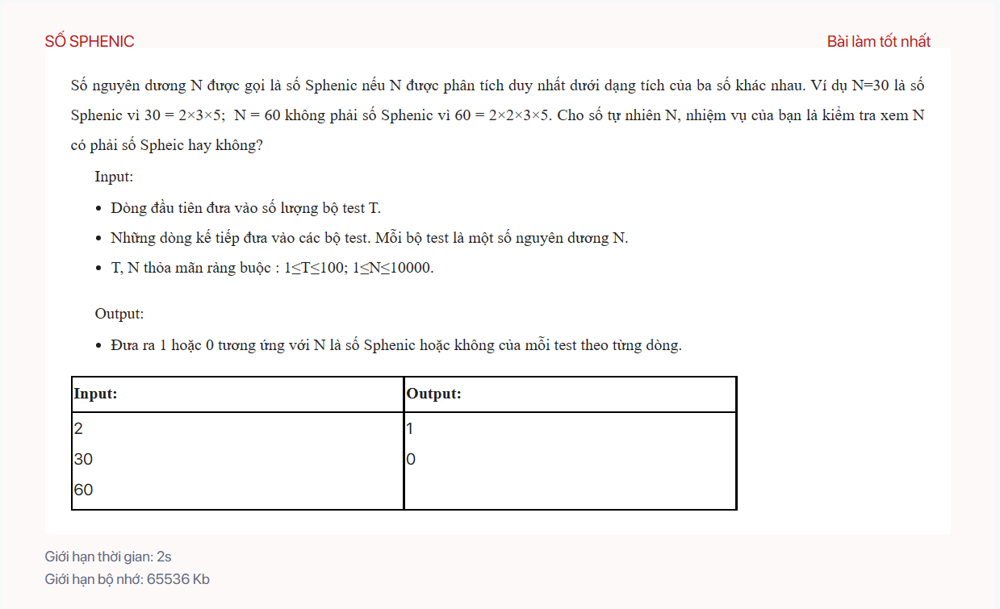 SỐ SPHENIC
Bài làm tốt nhất
Số nguyên dương N được gọi là số Sphenic nếu N được phân tích duy nhất dưới dạng tích của ba số khác nhau. Ví dụ N=30 là số
Sphenic vì 30 = 2×3×5; N = 60 không phải số Sphenic vì 60 = 2×2×3×5. Cho số tự nhiên N, nhiệm vụ của bạn là kiểm tra xem N
có phải số Spheic hay không?
Input:
• Dòng đầu tiên đưa vào số lượng bộ test T.
• Những dòng kế tiếp đưa vào các bộ test. Mỗi bộ test là một số nguyên dương N.
• T, N thỏa mãn ràng buộc : 1≤T≤100; 1≤N≤10000.
Output:
• Đưa ra 1 hoặc 0 tương ứng với N là số Sphenic hoặc không của mỗi test theo từng dòng.
Input: Output:
2 1
30 0
60
Giới hạn thời gian: 2s
Giới hạn bộ nhớ: 65536 Kb